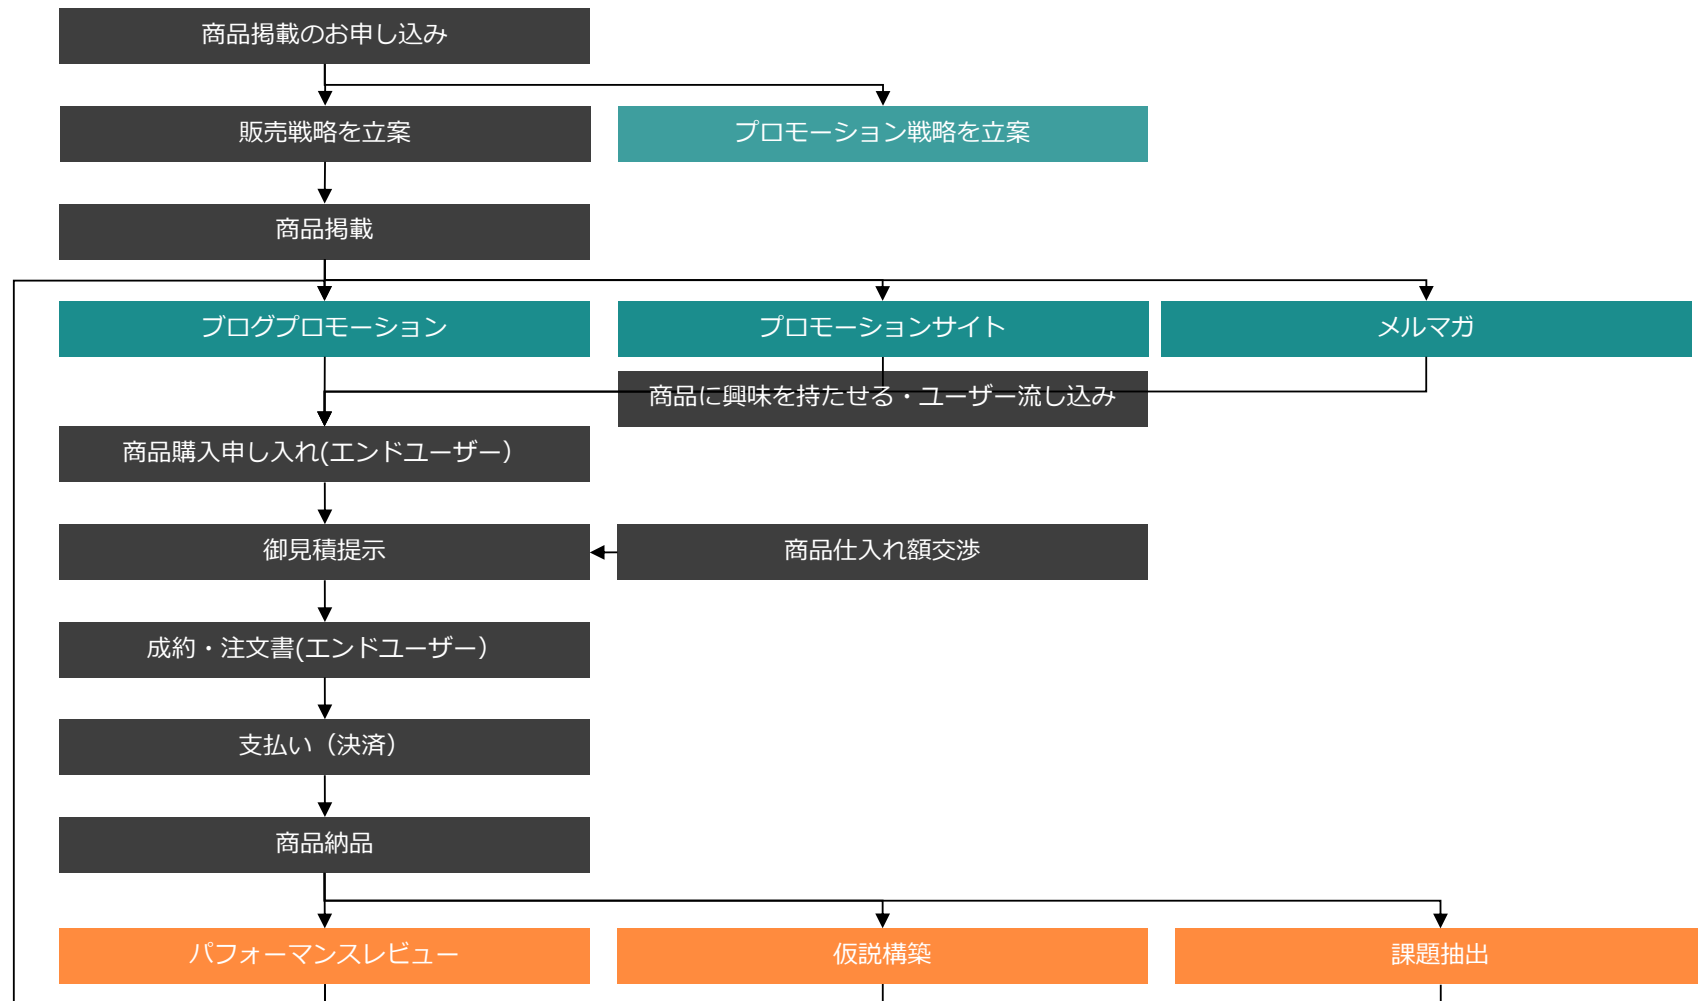 商品掲載のお申し込み
販売戦略を立案
プロモーション戦略を立案
商品掲載
ブログプロモーション
プロモーションサイト
メルマガ
商品に興味を持たせる・ユーザー流し込み
商品購入申し入れ(エンドユーザー）
御見積提示
商品仕入れ額交渉
成約・注文書(エンドユーザー）
支払い（決済）
商品納品
パフォーマンスレビュー
仮説構築
課題抽出